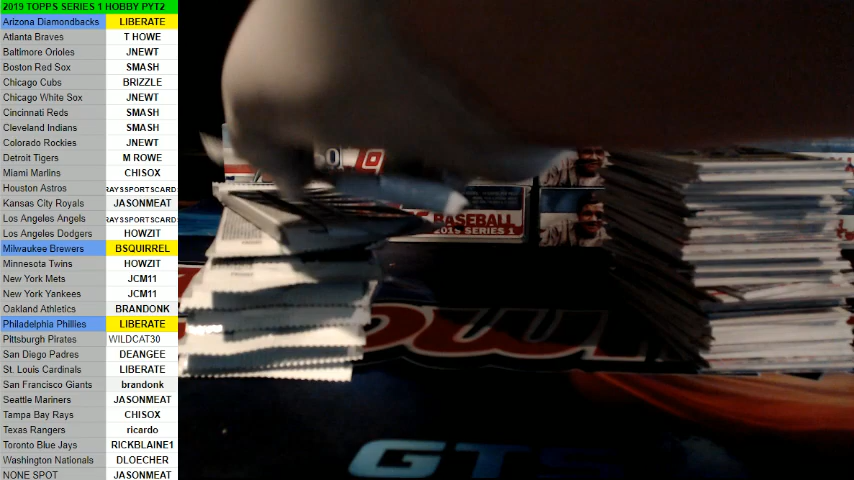 2019 TOPPS SERIES 1 HOBBY PYT2
Arizona Diamondbacks LIBERATE
Atlanta Braves T HOWE
Baltimore Orioles JNEWT
Boston Red Sox SMASH
Chicago Cubs BRIZZLE
Chicago White Sox JNEWT
Cincinnati Reds SMASH
Cleveland Indians SMASH
Colorado Rockies JNEWT
Detroit Tigers M ROWE
Miami Marlins CHISOX
Houston Astros RAYSSPORTSCARD
Kansas City Royals JASONMEAT
Los Angeles Angels RAYSSPORTSCARD
Los Angeles Dodgers HOWZIT
Milwaukee Brewers BSQUIRREL
Minnesota Twins HOWZIT
New York Mets JCM11
New York Yankees JCM11
Oakland Athletics BRANDONK
Philadelphia Phillies LIBERATE
Pittsburgh Pirates WILDCAT30
San Diego Padres DEANGEE
St. Louis Cardinals LIBERATE
San Francisco Giants brandonk
Seattle Mariners JASONMEAT
Tampa Bay Rays CHISOX
Texas Rangers ricardo
Toronto Blue Jays RICKBLAINE1
Washington Nationals DLOECHER
NONE SPOT JASONMEAT
BASEBALL
2019 SERIES 1
GTS